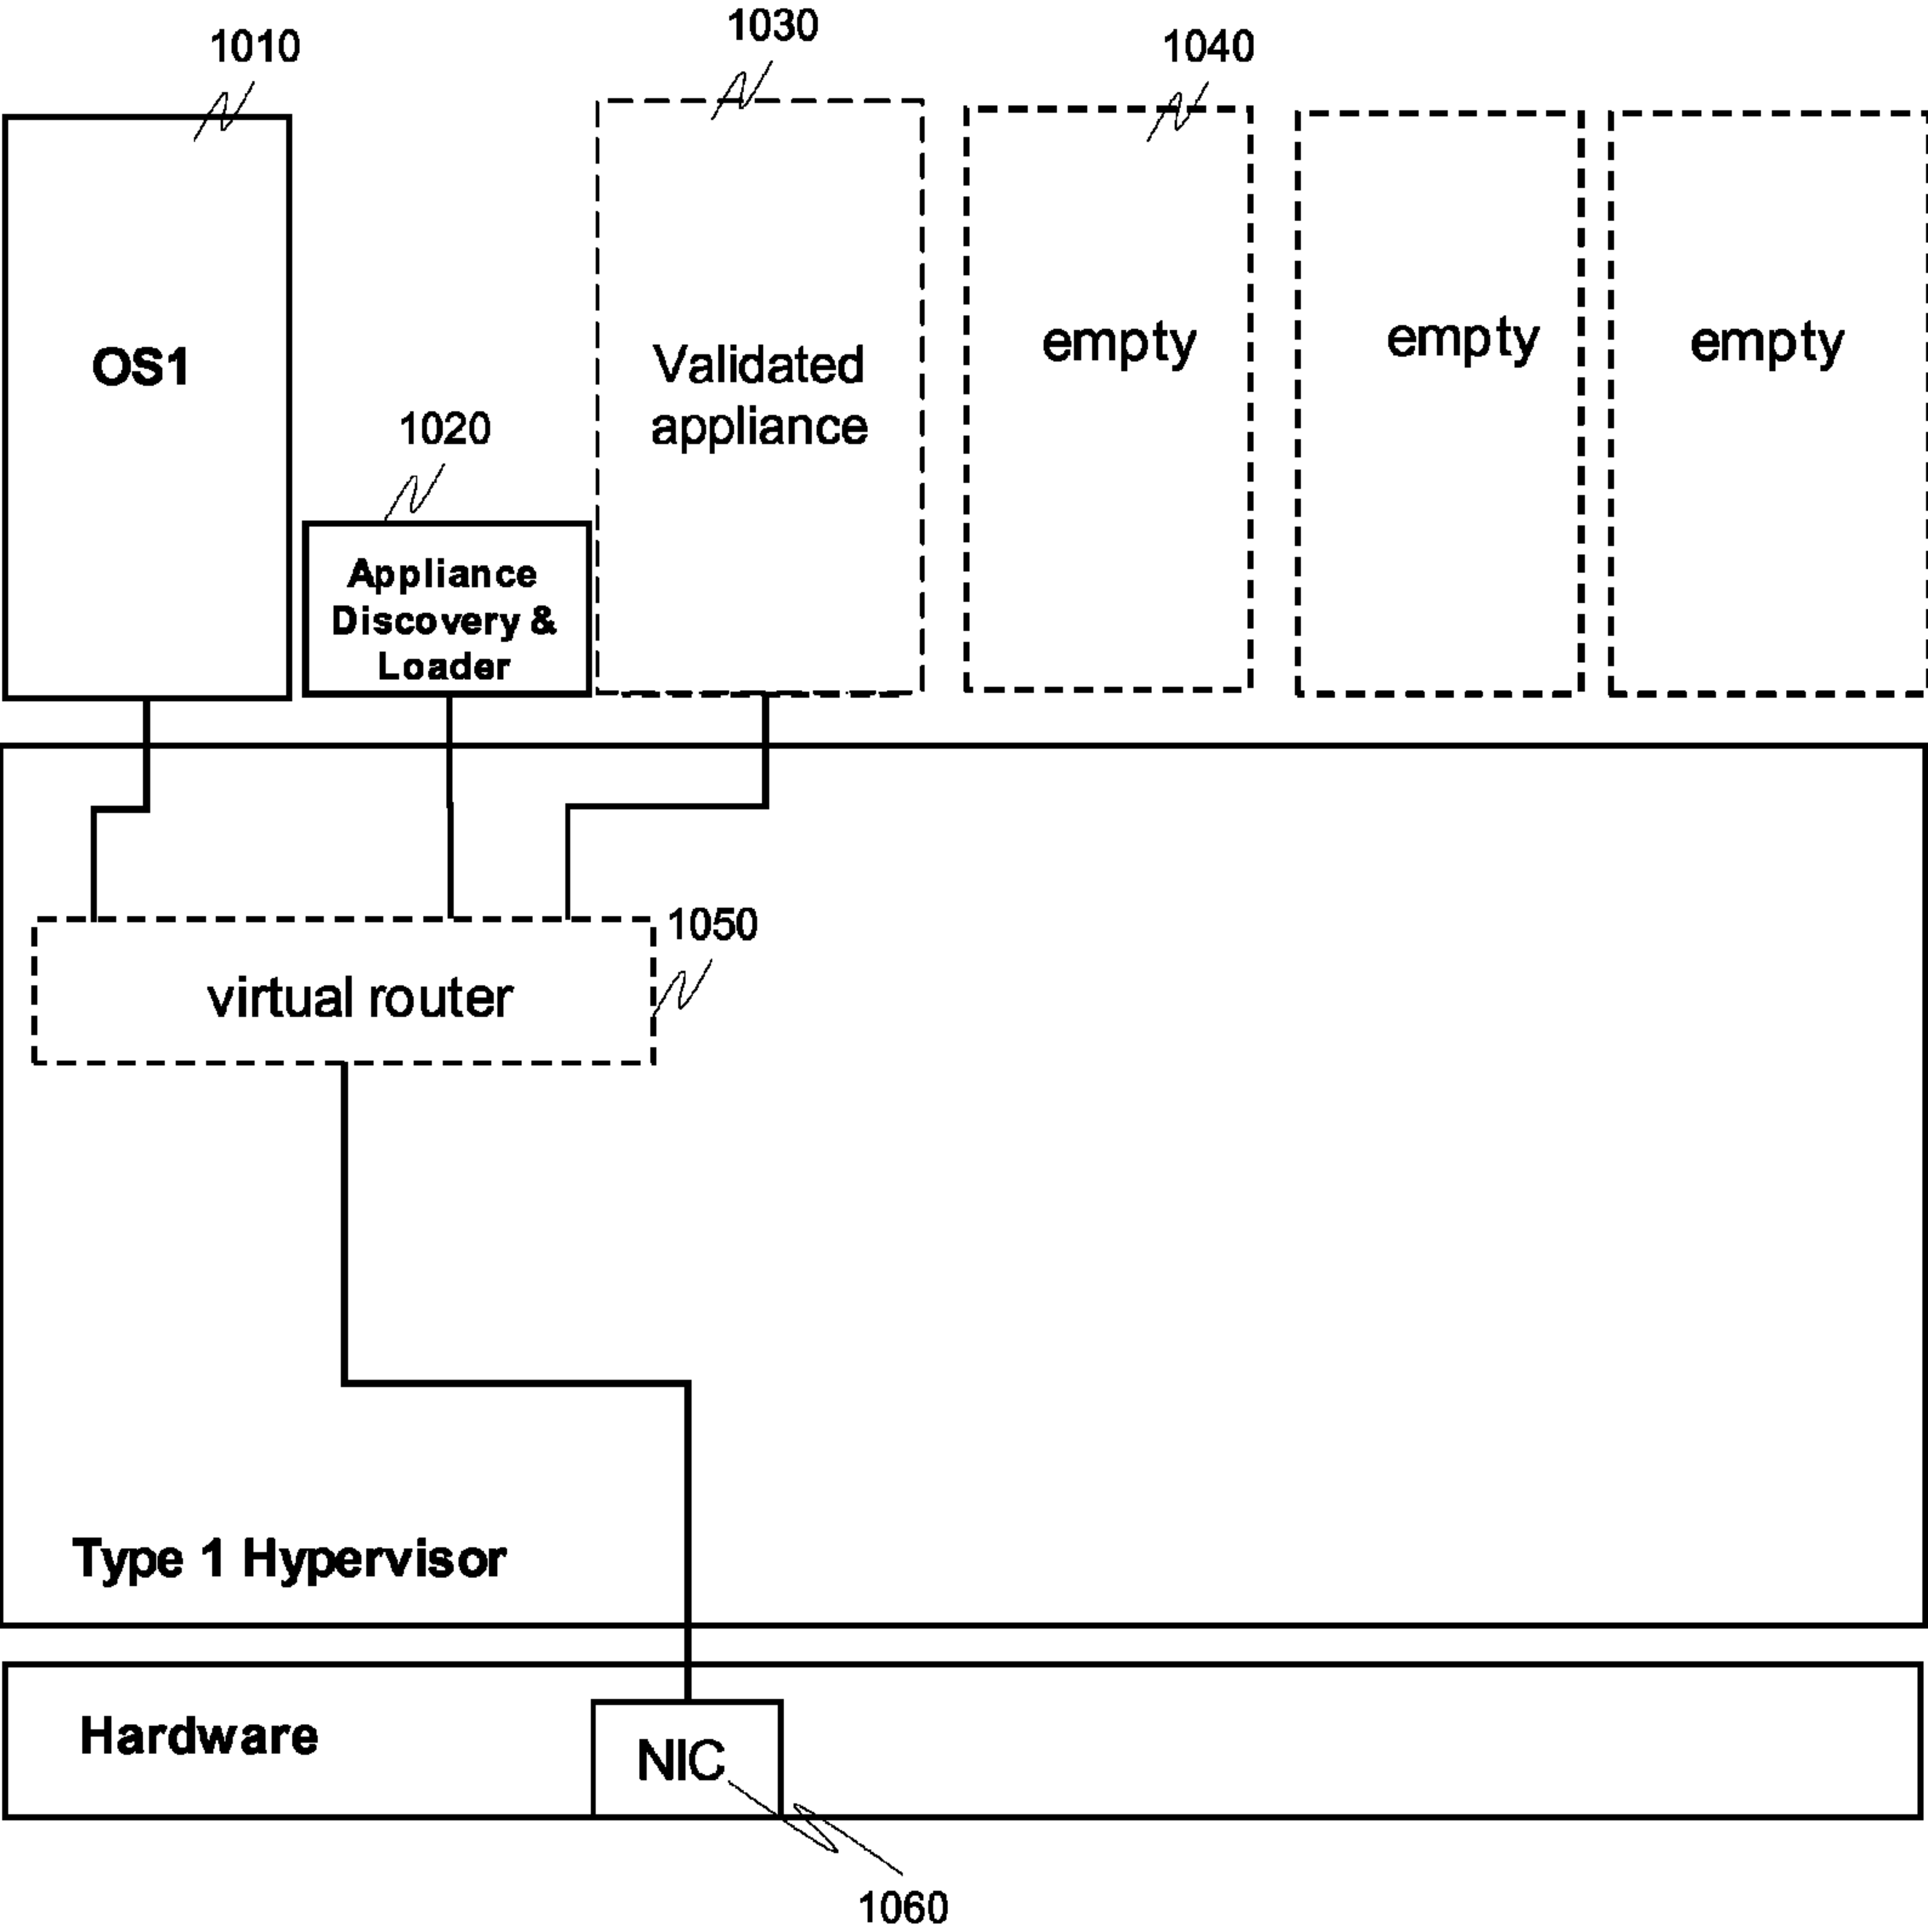 1010
1030
1040
OS1
Validated
appliance
empty
empty
empty
1020
Appliance
Discovery &
Loader
1050
virtual router
Type 1 Hypervisor
Hardware
NIC
1060